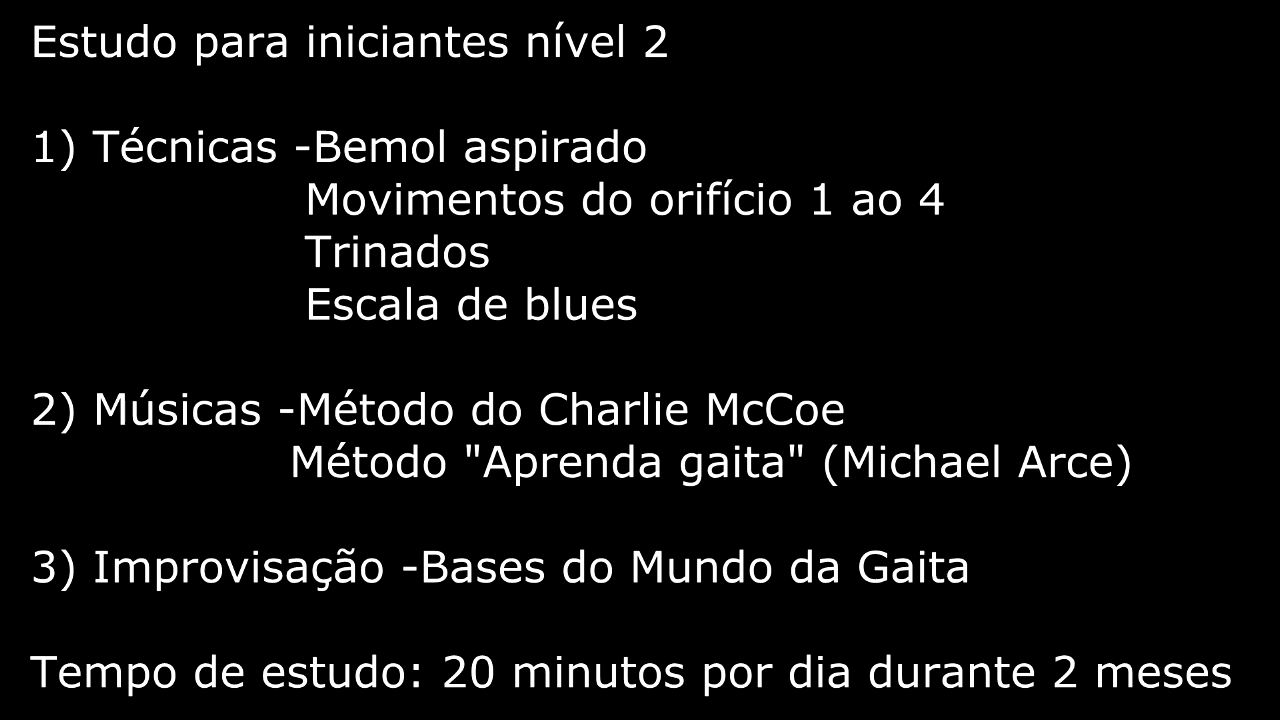 Estudo para iniciantes nível 2
1) Técnicas -Bemol aspirado
Movimentos do orifício 1 ao 4
Trinados
Escala de blues
2) Músicas -Método do Charlie McCoe
Método "Aprenda gaita" (Michael Arce)
3) Improvisação -Bases do Mundo da Gaita
Tempo de estudo: 20 minutos por dia durante 2 meses